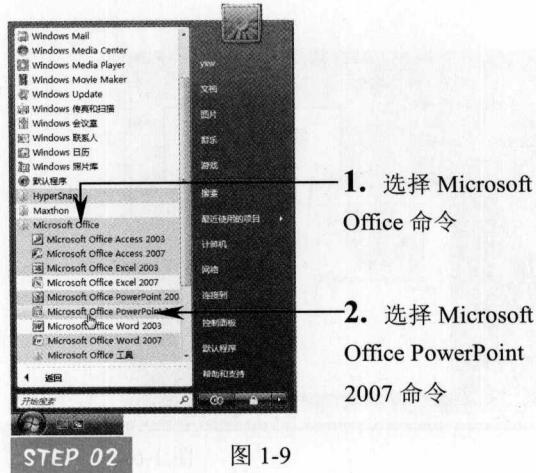 Windows Mail
Windows Media Center
Windows Media Player
Windows Movie Maker
Windows Update
Windows 传真和扫描
Windows 会议室
Windows 联系人
Windows 日历
Windows 照片库
默认程序
HyperSnap
Maxthon
Microsoft Office
Microsoft Office Access 2003
Microsoft Office Access 2007
Microsoft Office Excel 2003
Microsoft Office Excel 2007
Microsoft Office PowerPoint 200
Microsoft Office PowerPoint
Microsoft Office Word 2003
Microsoft Office Word 2007
Microsoft Office 工具
返回
开始搜索
文档
图片
音乐
游戏
搜索
最近使用的项目
计算机
网络
连接到
控制面板
默认程序
帮助和支持
1. 选择 Microsoft
Office 命令
2. 选择 Microsoft
Office PowerPoint
2007 命令
STEP 02
图 1-9